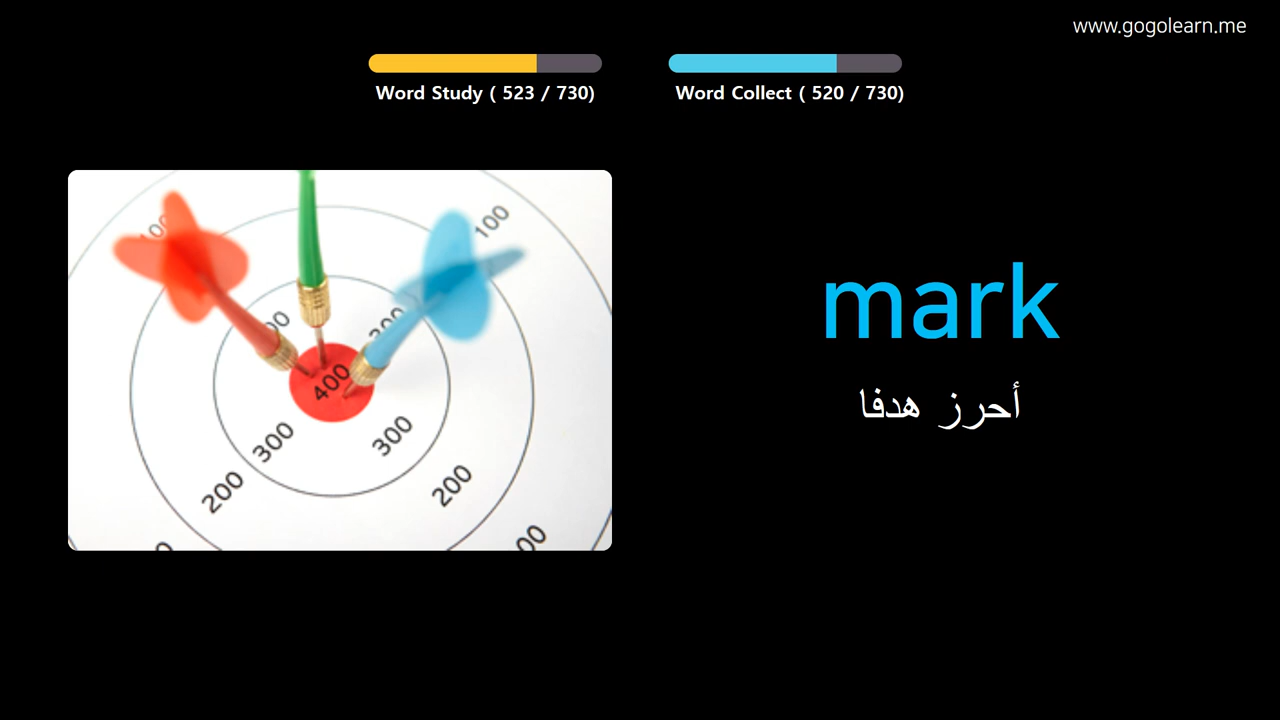 www.gogolearn.me
Word Study ( 523 / 730)
Word Collect ( 520 / 730)
100
100
200
400
300
300
200
200
00
mark
أحرز هدفا